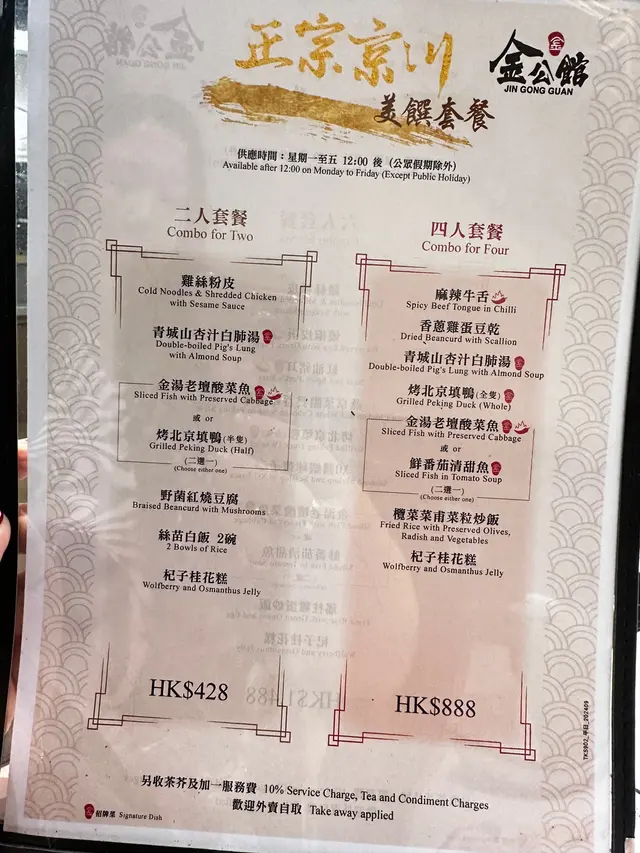 正宗京川
美饌套餐
金公館
JIN GONG GUAN
供應時間：星期一至五 12:00 後（公眾假期除外）
Available after 12:00 on Monday to Friday (Except Public Holiday)
二人套餐
Combo for Two
雞絲粉皮
Cold Noodles & Shredded Chicken
with Sesame Sauce
青城山杏汁白肺湯
Double-boiled Pig's Lung
with Almond Soup
金湯老壇酸菜魚
Sliced Fish with Preserved Cabbage
或 or
烤北京填鴨(半隻)
Grilled Peking Duck (Half)
(二選一)
(Choose either one)
野菌紅燒豆腐
Braised Beancurd with Mushrooms
絲苗白飯 2碗
2 Bowls of Rice
杞子桂花糕
Wolfberry and Osmanthus Jelly
HK$428
四人套餐
Combo for Four
麻辣牛舌
Spicy Beef Tongue in Chilli
香蔥雞蛋豆乾
Dried Beancurd with Scallion
青城山杏汁白肺湯
Double-boiled Pig's Lung with Almond Soup
烤北京填鴨(全隻)
Grilled Peking Duck (Whole)
金湯老壇酸菜魚
Sliced Fish with Preserved Cabbage
或 or
鮮番茄清甜魚
Sliced Fish in Tomato Soup
(二選一)
(Choose either one)
欖菜菜甫菜粒炒飯
Fried Rice with Preserved Olives,
Radish and Vegetables
杞子桂花糕
Wolfberry and Osmanthus Jelly
HK$888
另收茶芥及加一服務費 10% Service Charge, Tea and Condiment Charges
歡迎外賣自取 Take away applied
招牌菜 Signature Dish